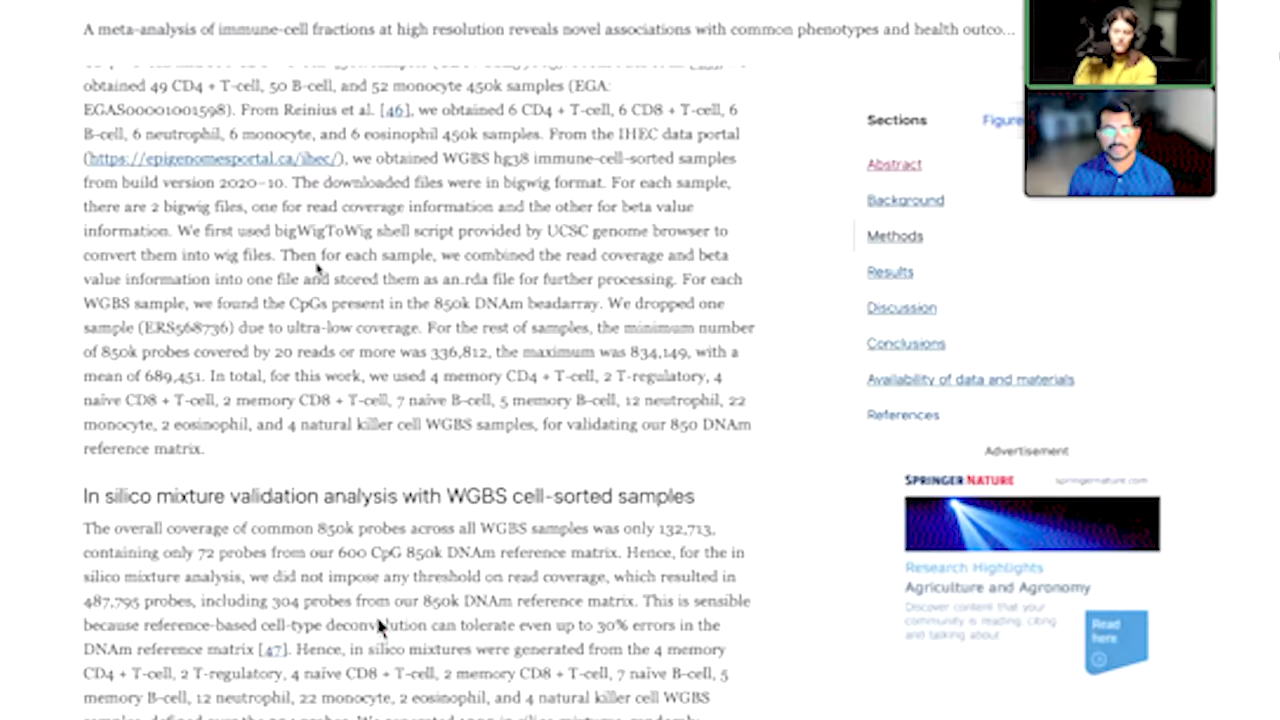 A meta-analysis of immune-cell fractions at high resolution reveals novel associations with common phenotypes and health outco...
obtained 49 CD4 + T-cell, 50 B-cell, and 52 monocyte 450k samples (EGA:
EGAS00001001598). From Reinius et al. [46], we obtained 6 CD4 + T-cell, 6 CD8 + T-cell, 6
B-cell, 6 neutrophil, 6 monocyte, and 6 eosinophil 450k samples. From the IHEC data portal
(https://epigenomesportal.ca/ihec/), we obtained WGBS hg38 immune-cell-sorted samples
from build version 2020–10. The downloaded files were in bigwig format. For each sample,
there are 2 bigwig files, one for read coverage information and the other for beta value
information. We first used bigWigToWig shell script provided by UCSC genome browser to
convert them into wig files. Then for each sample, we combined the read coverage and beta
value information into one file and stored them as an.rda file for further processing. For each
WGBS sample, we found the CpGs present in the 850k DNAm beadarray. We dropped one
sample (ERS568736) due to ultra-low coverage. For the rest of samples, the minimum number
of 850k probes covered by 20 reads or more was 336,812, the maximum was 834,149, with a
mean of 689,451. In total, for this work, we used 4 memory CD4 + T-cell, 2 T-regulatory, 4
naïve CD8 + T-cell, 2 memory CD8 + T-cell, 7 naïve B-cell, 5 memory B-cell, 12 neutrophil, 22
monocyte, 2 eosinophil, and 4 natural killer cell WGBS samples, for validating our 850 DNAm
reference matrix.
In silico mixture validation analysis with WGBS cell-sorted samples
The overall coverage of common 850k probes across all WGBS samples was only 132,713,
containing only 72 probes from our 600 CpG 850k DNAm reference matrix. Hence, for the in
silico mixture analysis, we did not impose any threshold on read coverage, which resulted in
487,795 probes, including 304 probes from our 850k DNAm reference matrix. This is sensible
because reference-based cell-type deconvolution can tolerate even up to 30% errors in the
DNAm reference matrix [47]. Hence, in silico mixtures were generated from the 4 memory
CD4 + T-cell, 2 T-regulatory, 4 naïve CD8 + T-cell, 2 memory CD8 + T-cell, 7 naïve B-cell, 5
memory B-cell, 12 neutrophil, 22 monocyte, 2 eosinophil, and 4 natural killer cell WGBS
Sections
Figure
Abstract
Background
Methods
Results
Discussion
Conclusions
Availability of data and materials
References
Advertisement
SPRINGER NATURE
springernature.com
Research Highlights
Agriculture and Agronomy
Discover content that your
community is reading, citing
and talking about
Read
here